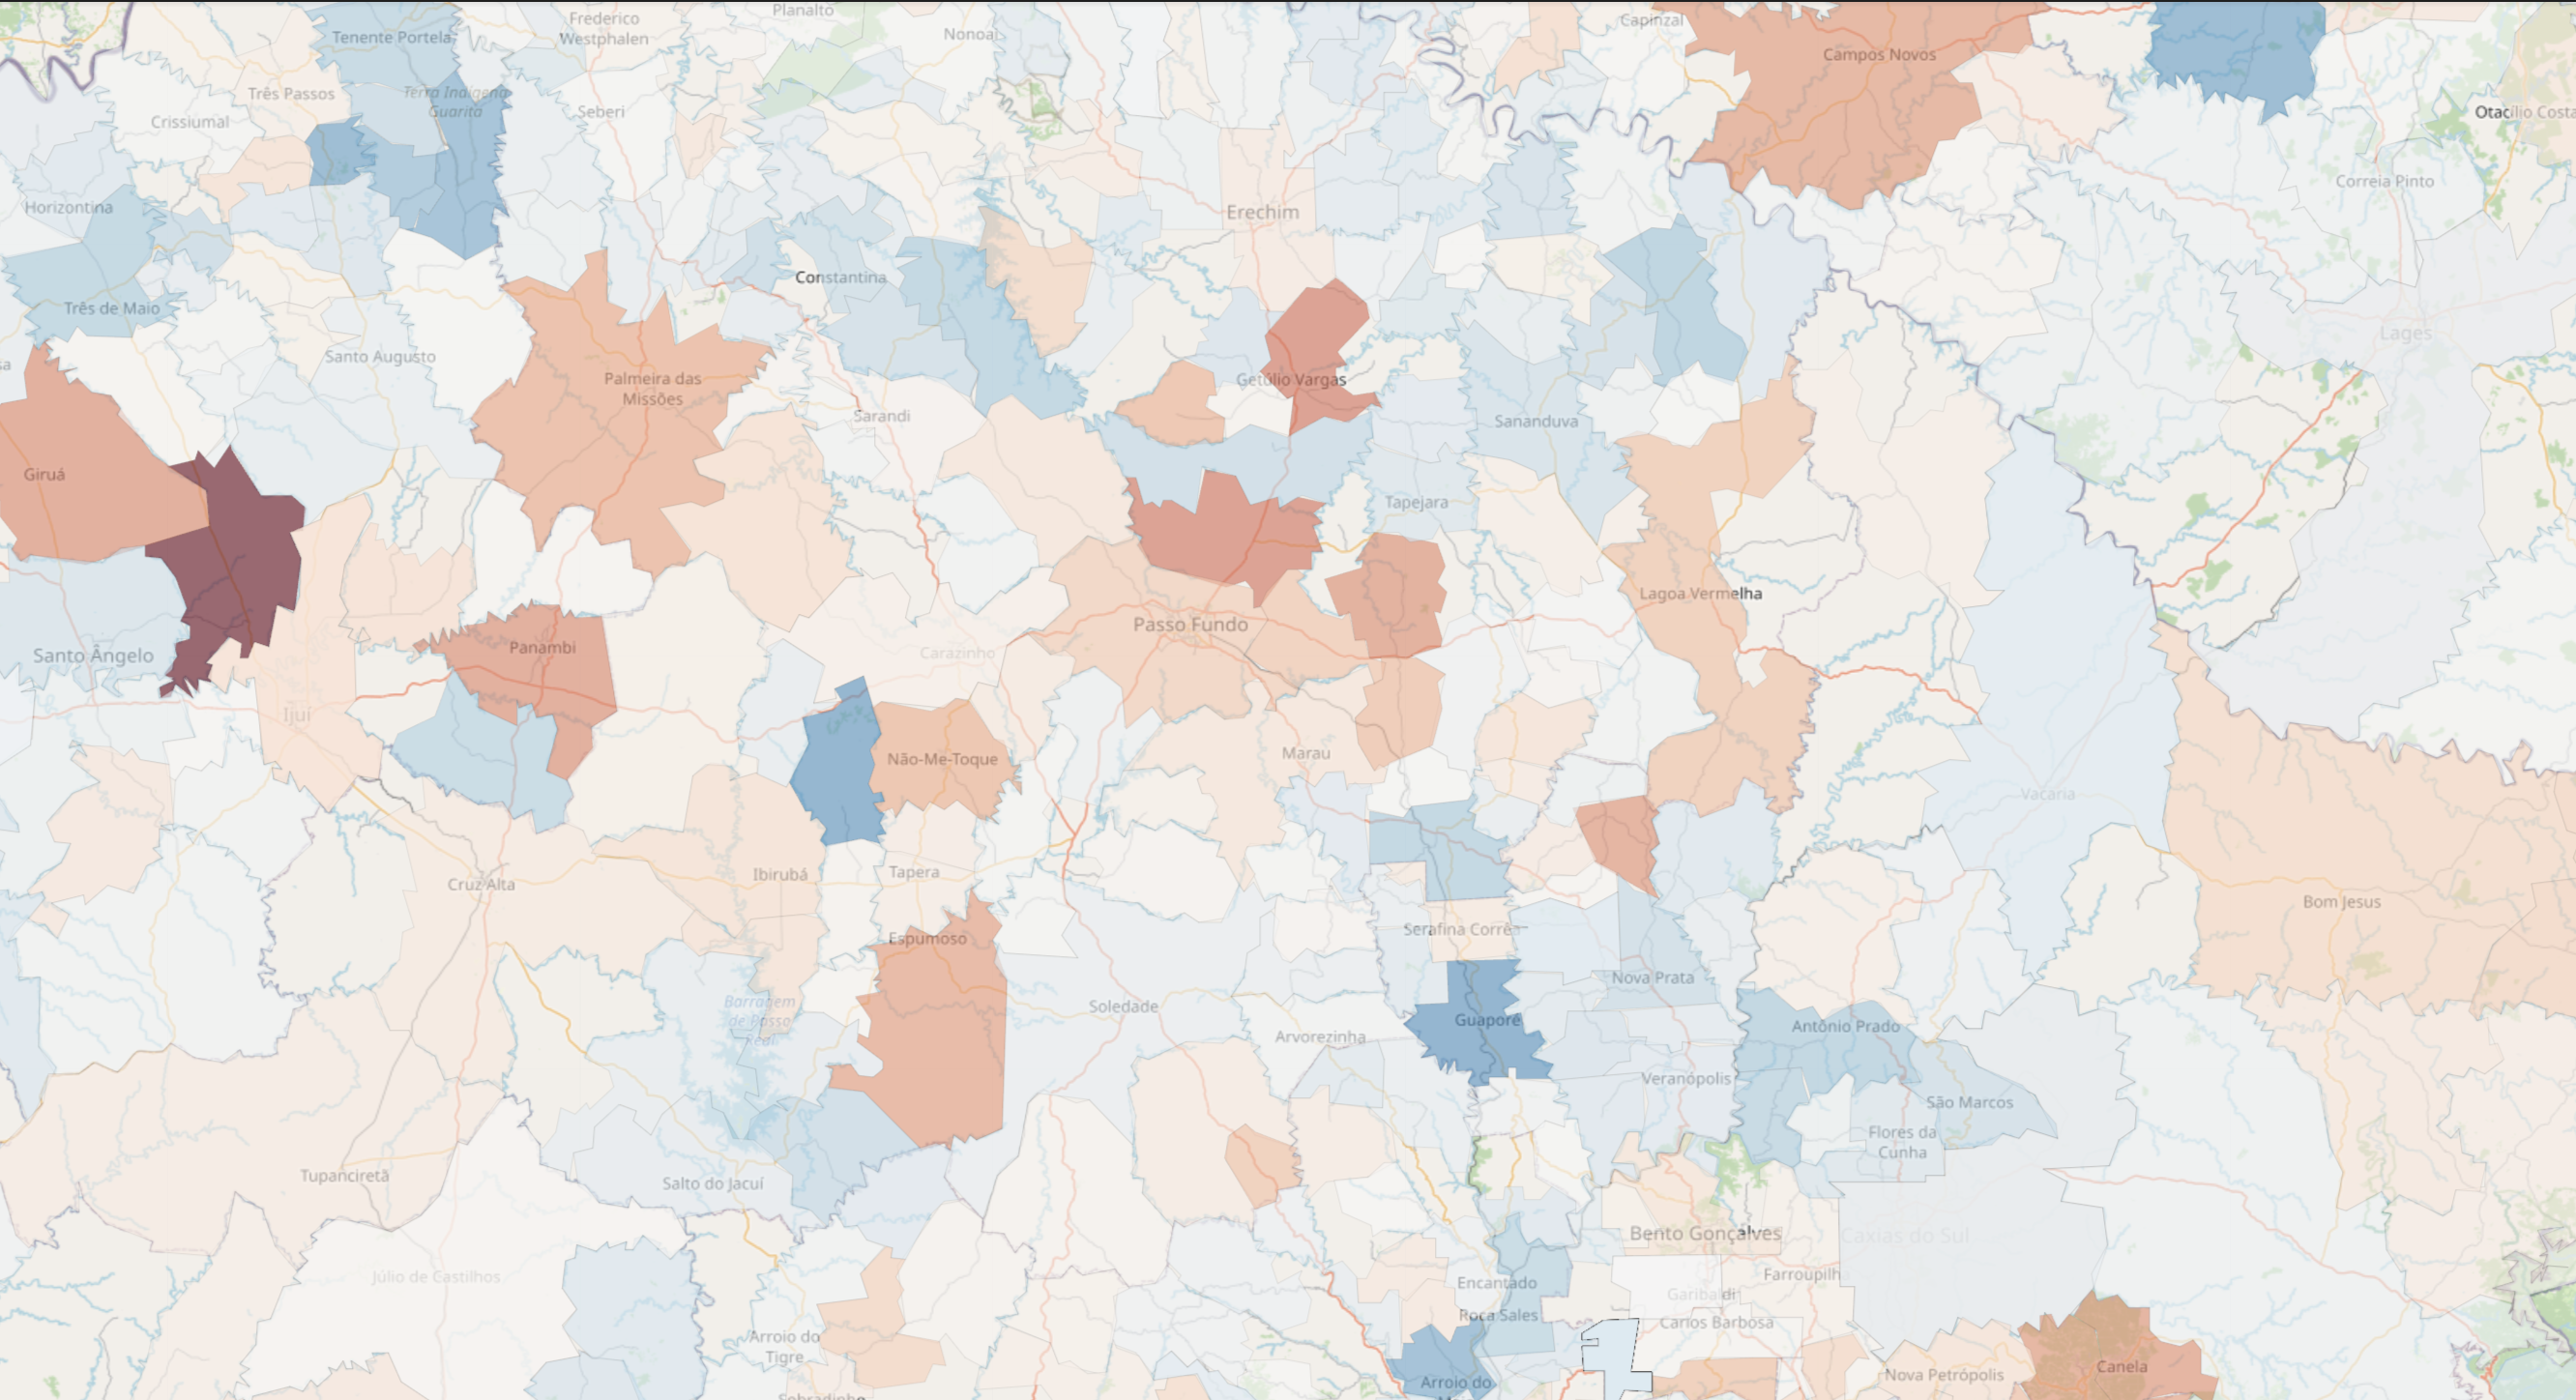 Tenente Portela
Frederico
Westphalen
Planalto
Nonoai
Capinzal
Campos Novos
Três Passos
Terra Indígena
Guarita
Crissiumal
Seberi
Otacílio Costa
Correia Pinto
Horizontina
Erechim
Constantina
Três de Maio
Lages
Santo Augusto
Palmeira das
Missões
Getúlio Vargas
Sarandi
Sananduva
Giruá
Tapejara
Lagoa Vermelha
Passo Fundo
Santo Ângelo
Panambi
Carazinho
Ijuí
Não-Me-Toque
Marau
Vacaria
Cruz Alta
Ibirubá
Tapera
Bom Jesus
Espumoso
Serafina Corrêa
Nova Prata
Barragem
de Passo
Real
Soledade
Guaporé
Arvorezinha
Antônio Prado
Veranópolis
São Marcos
Flores da
Cunha
Tupanciretã
Salto do Jacuí
Bento Gonçalves
Caxias do Sul
Júlio de Castilhos
Encantado
Farroupilh
Garibaldi
Roca Sales
Carlos Barbosa
Arroio do
Tigre
Nova Petrópolis
Canela
Arroio do
Sobradinho